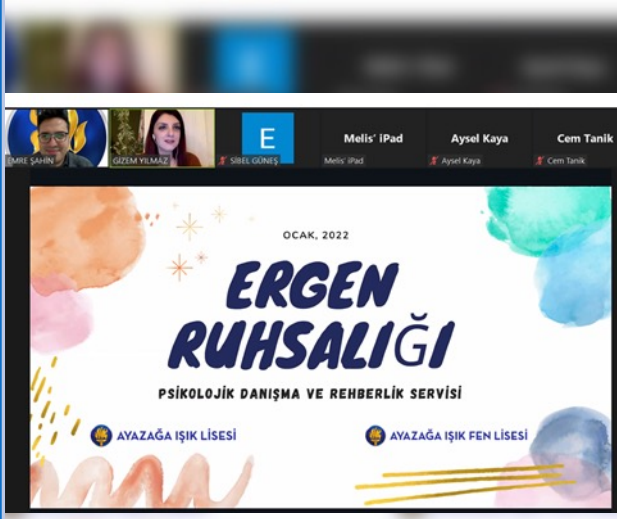 E
Melis' iPad
Aysel Kaya
Cem Tanik
EMRE ŞAHİN
GİZEM YILMAZ
SİBEL GÜNEŞ
Melis' iPad
Aysel Kaya
Cem Tanik
OCAK, 2022
ERGEN
RUHSALIĞI
PSİKOLOJİK DANIŞMA VE REHBERLİK SERVİSİ
AYAZAĞA IŞIK LİSESİ
AYAZAĞA IŞIK FEN LİSESİ